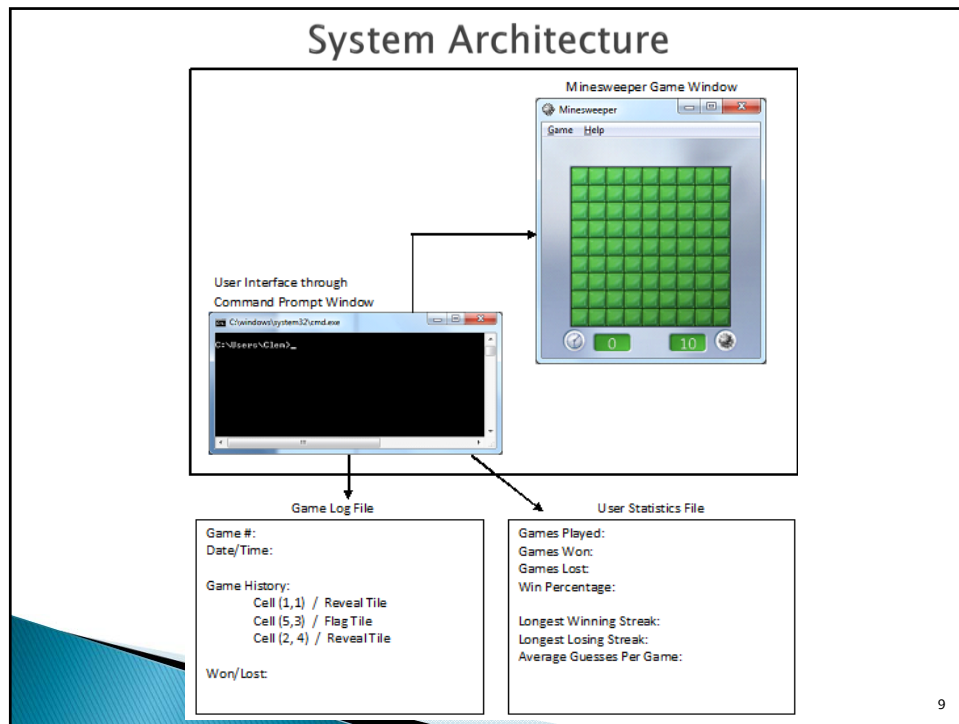 System Architecture
Minesweeper Game Window
Minesweeper
Game Help
0 10
User Interface through
Command Prompt Window
C:\windows\system32\cmd.exe
C:\Users\Clem>_
Game Log File
Game #:
Date/Time:
Game History:
Cell (1,1) / Reveal Tile
Cell (5,3) / Flag Tile
Cell (2, 4) / Reveal Tile
Won/Lost:
User Statistics File
Games Played:
Games Won:
Games Lost:
Win Percentage:
Longest Winning Streak:
Longest Losing Streak:
Average Guesses Per Game:
9